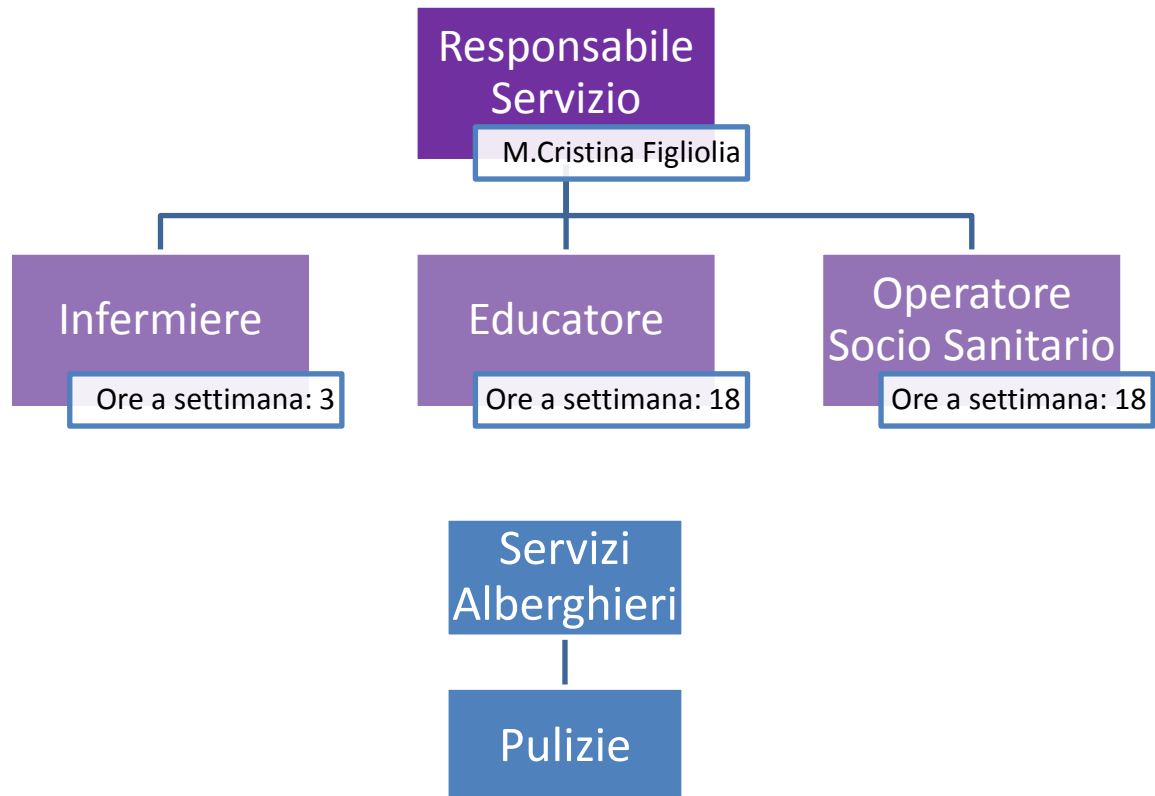 Responsabile
Servizio
M.Cristina Figliolia
Infermiere
Ore a settimana: 3
Educatore
Ore a settimana: 18
Operatore
Socio Sanitario
Ore a settimana: 18
Servizi
Alberghieri
Pulizie